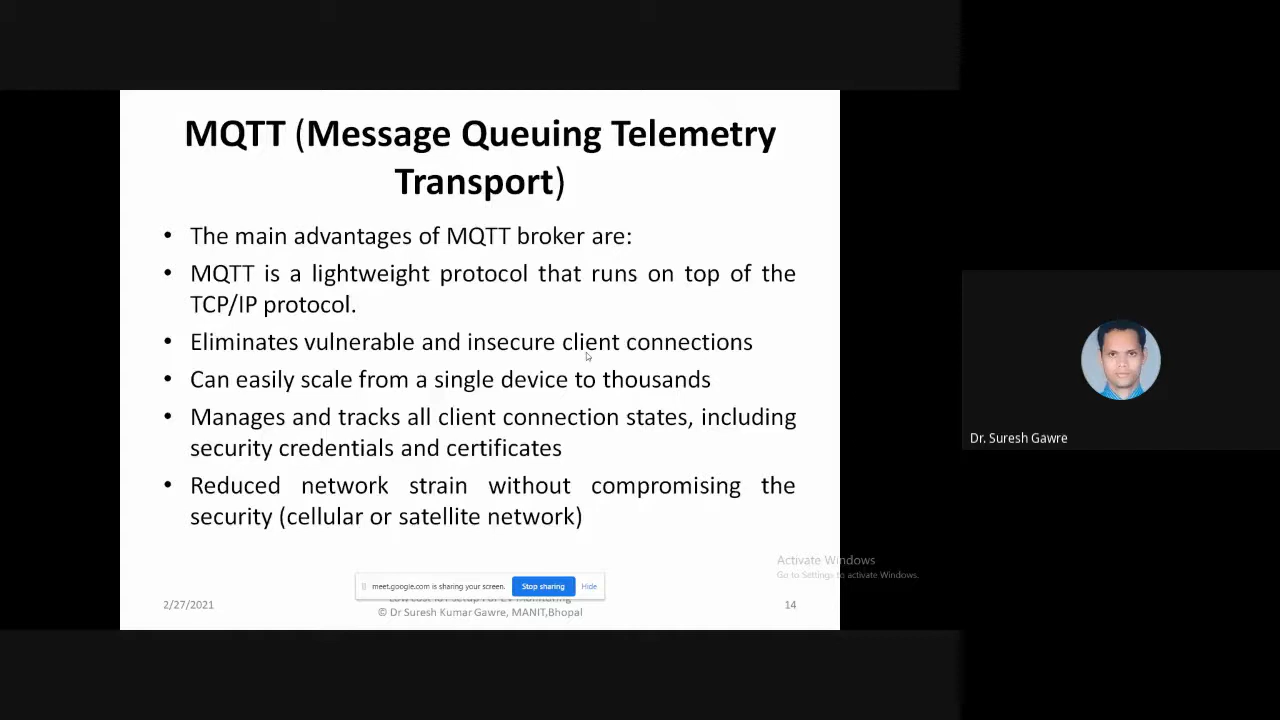 MQTT (Message Queuing Telemetry
Transport)
• The main advantages of MQTT broker are:
• MQTT is a lightweight protocol that runs on top of the
TCP/IP protocol.
• Eliminates vulnerable and insecure client connections
• Can easily scale from a single device to thousands
• Manages and tracks all client connection states, including
security credentials and certificates
• Reduced network strain without compromising the
security (cellular or satellite network)
Dr. Suresh Gawre
Activate Windows
Go to Settings to activate Windows.
meet.google.com is sharing your screen. Stop sharing Hide
2/27/2021
© Dr Suresh Kumar Gawre, MANIT,Bhopal
14